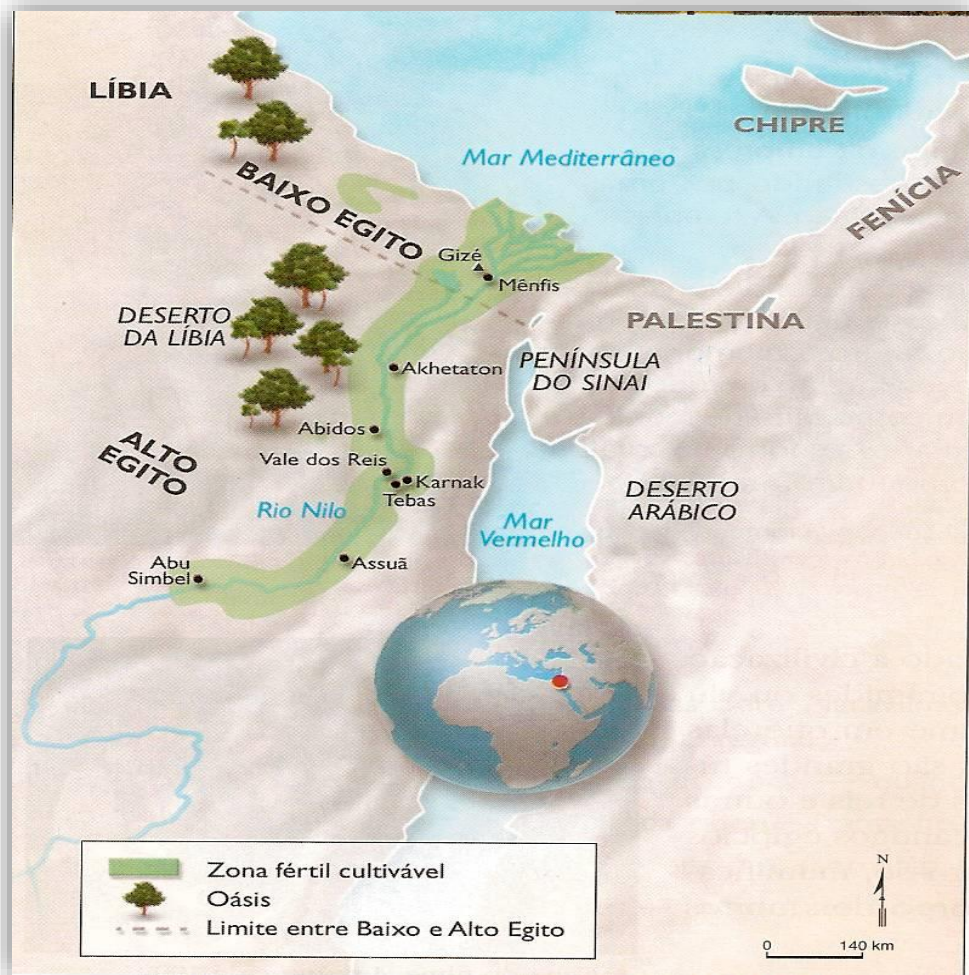 LÍBIA
CHIPRE
Mar Mediterrâneo
BAIXO EGITO
FENÍCIA
Gizé
Mênfis
DESERTO
DA LÍBIA
PALESTINA
Akhetaton
PENÍNSULA
DO SINAI
Abidos
ALTO
EGITO
Vale dos Reis
Karnak
Tebas
DESERTO
ARÁBICO
Rio Nilo
Mar
Vermelho
Abu
Simbel
Assuã
Zona fértil cultivável
Oásis
Limite entre Baixo e Alto Egito
N
0 140 km